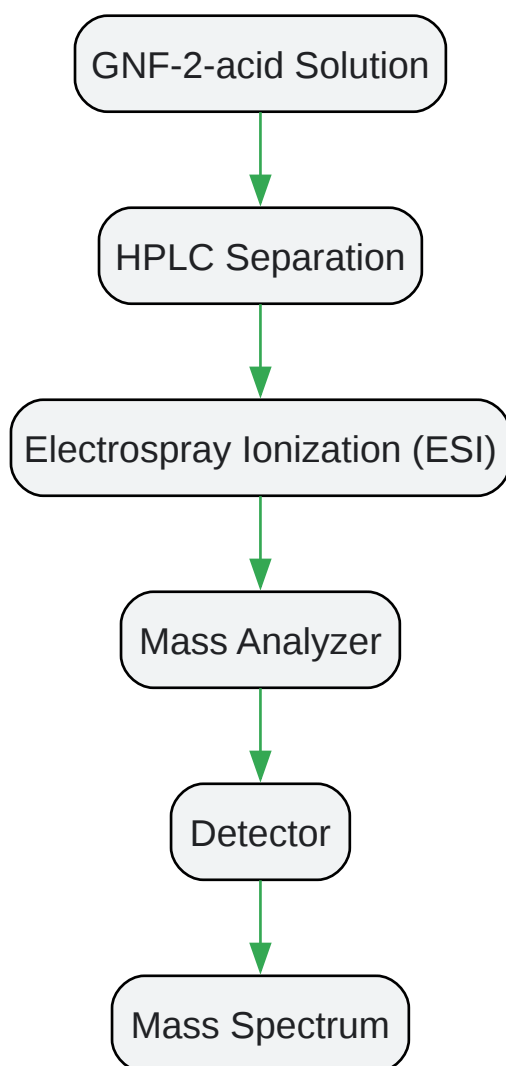 GNF-2-acid Solution
HPLC Separation
Electrospray Ionization (ESI)
Mass Analyzer
Detector
Mass Spectrum